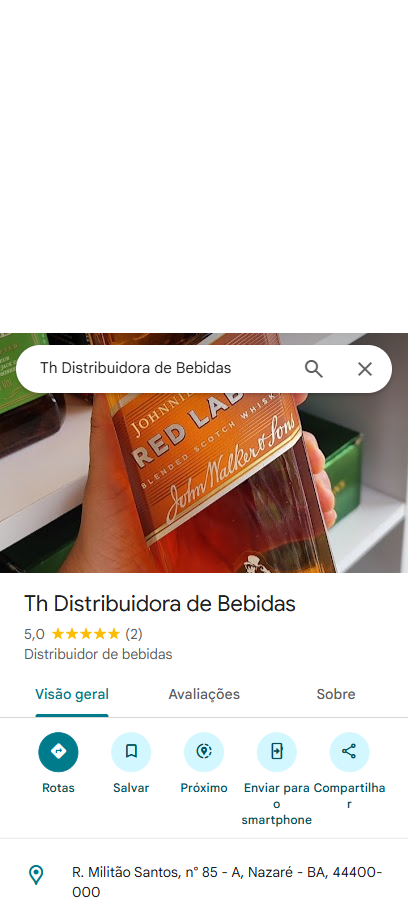 Th Distribuidora de Bebidas
RED LAB
BLENDED SCOTCH WHISK
John Walker & Sons
Th Distribuidora de Bebidas
5,0 (2)
Distribuidor de bebidas
Visão geral Avaliações Sobre
Rotas Salvar Próximo Enviar para o smartphone Compartilhar
R. Militão Santos, n° 85 - A, Nazaré - BA, 44400-
000